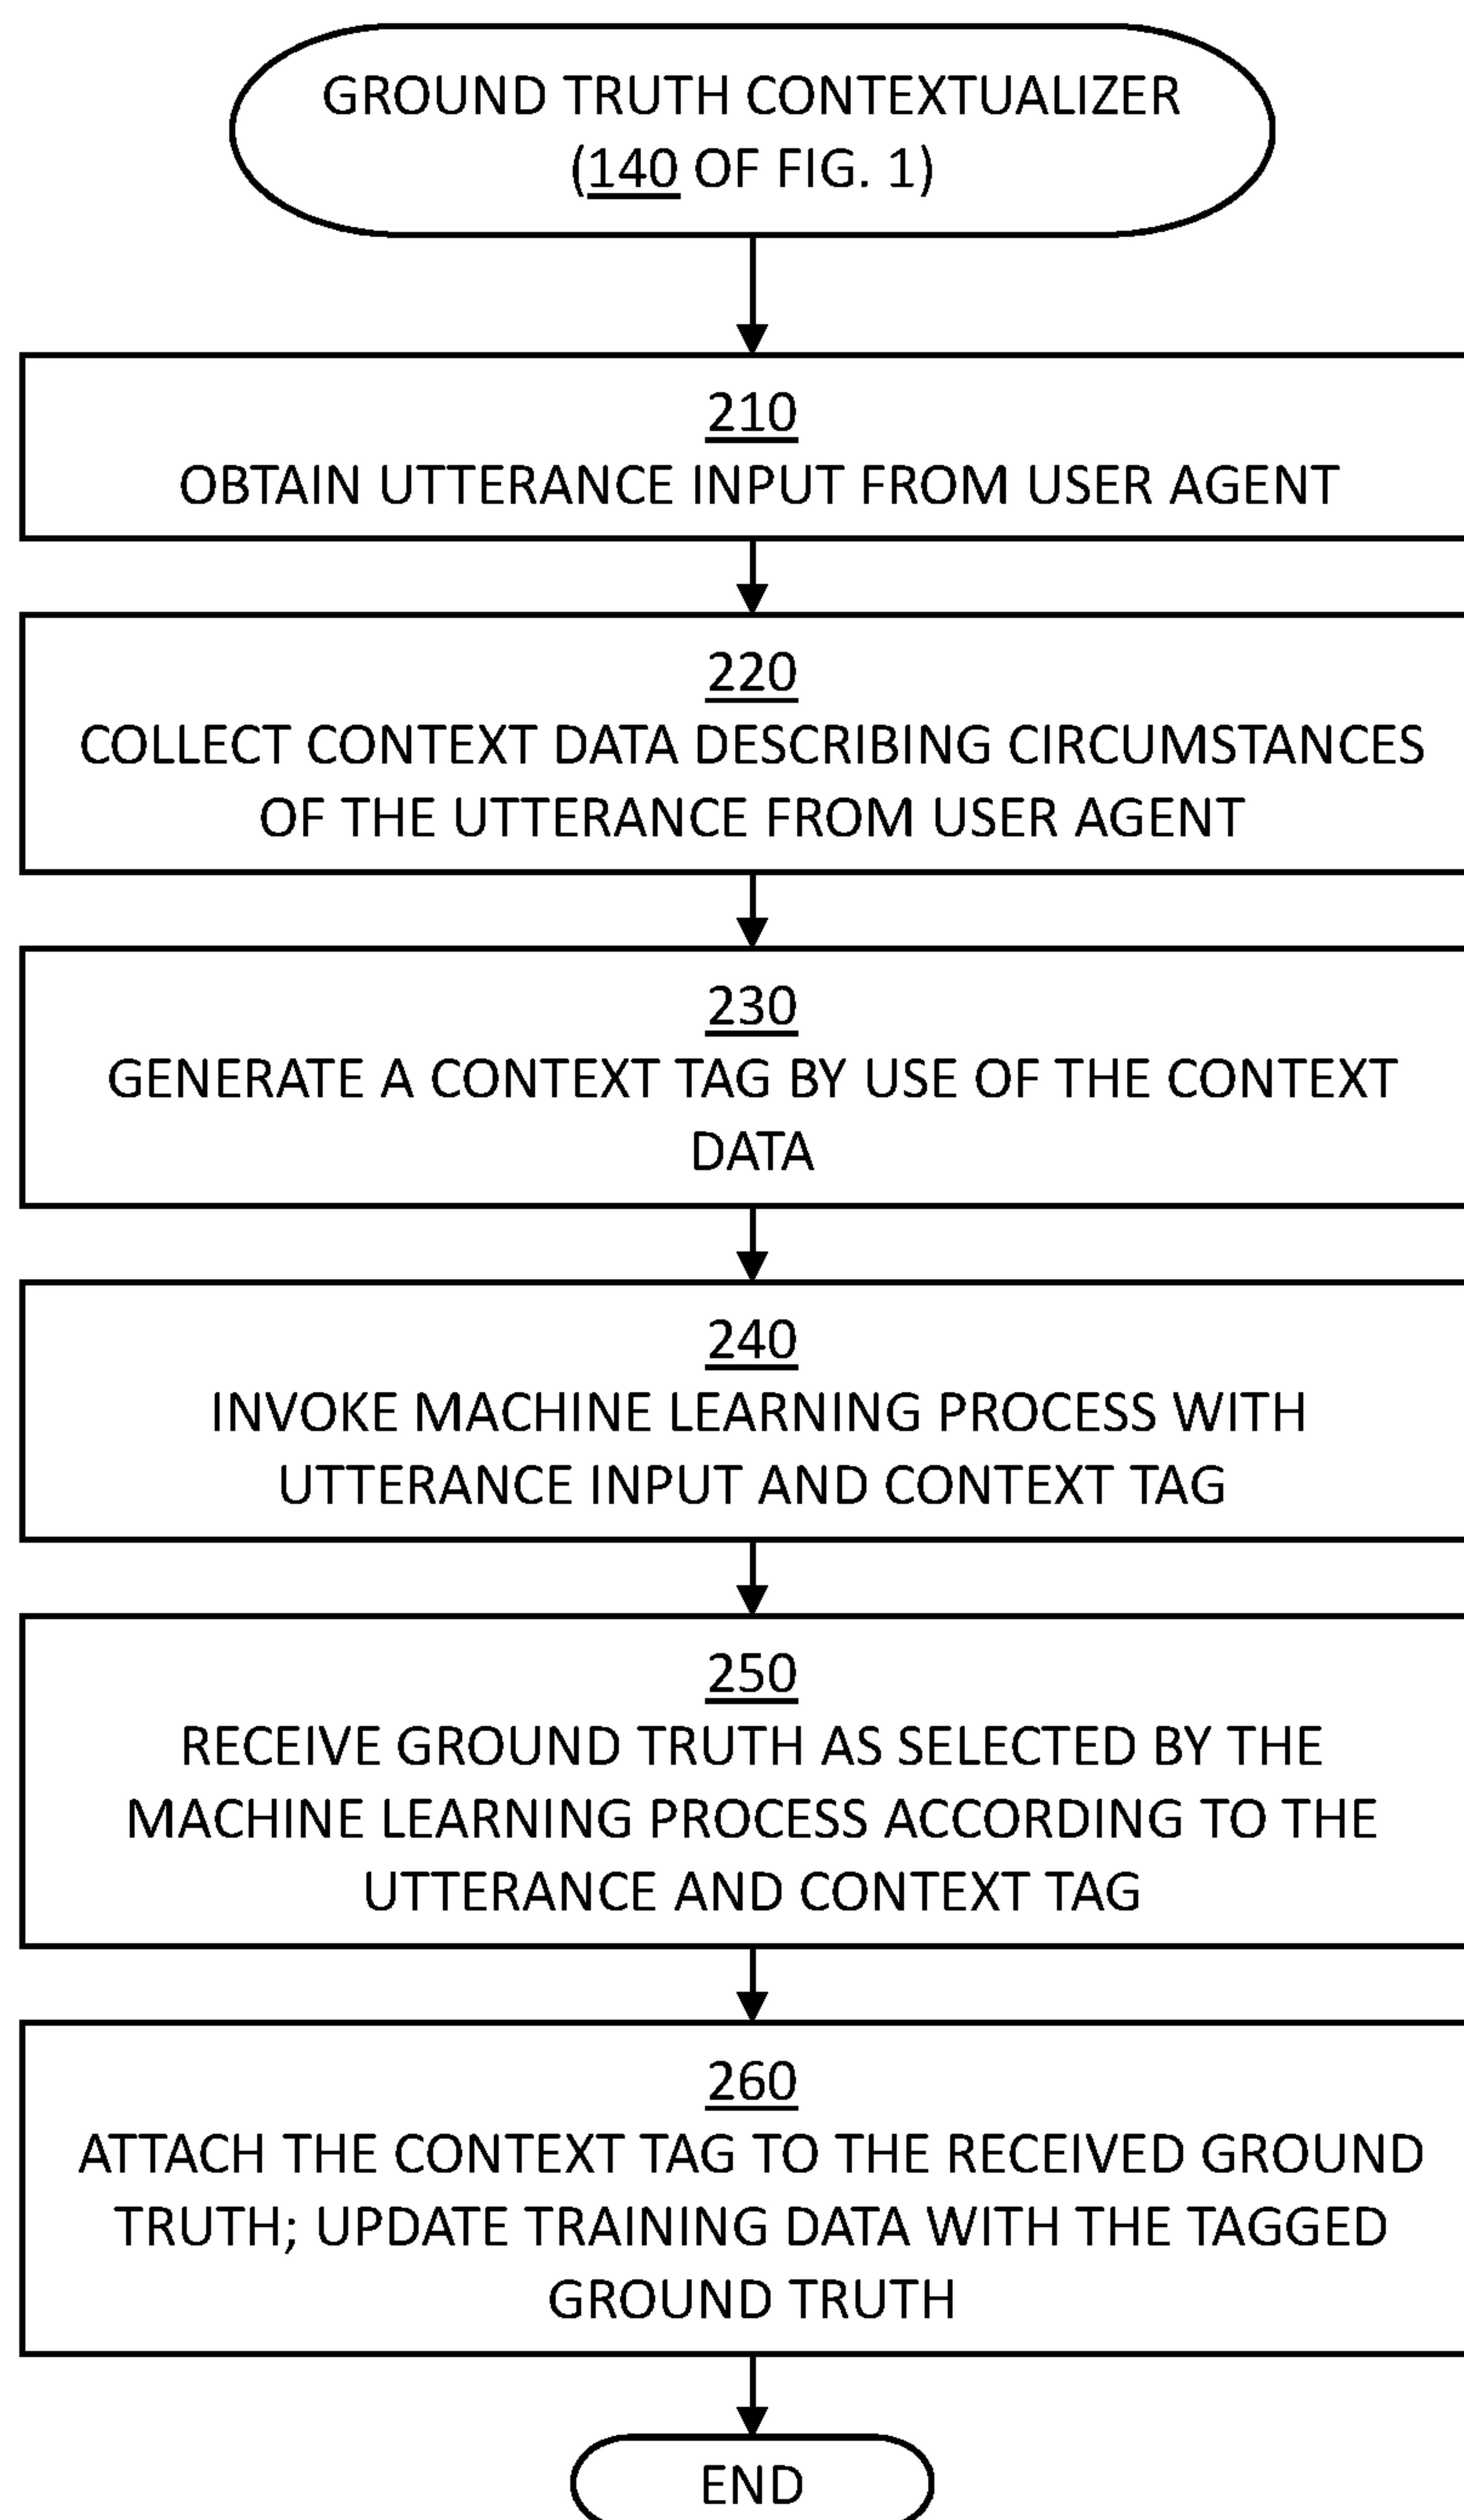 GROUND TRUTH CONTEXTUALIZER
(140 OF FIG. 1)
210
OBTAIN UTTERANCE INPUT FROM USER AGENT
220
COLLECT CONTEXT DATA DESCRIBING CIRCUMSTANCES
OF THE UTTERANCE FROM USER AGENT
230
GENERATE A CONTEXT TAG BY USE OF THE CONTEXT
DATA
240
INVOKE MACHINE LEARNING PROCESS WITH
UTTERANCE INPUT AND CONTEXT TAG
250
RECEIVE GROUND TRUTH AS SELECTED BY THE
MACHINE LEARNING PROCESS ACCORDING TO THE
UTTERANCE AND CONTEXT TAG
260
ATTACH THE CONTEXT TAG TO THE RECEIVED GROUND
TRUTH; UPDATE TRAINING DATA WITH THE TAGGED
GROUND TRUTH
END